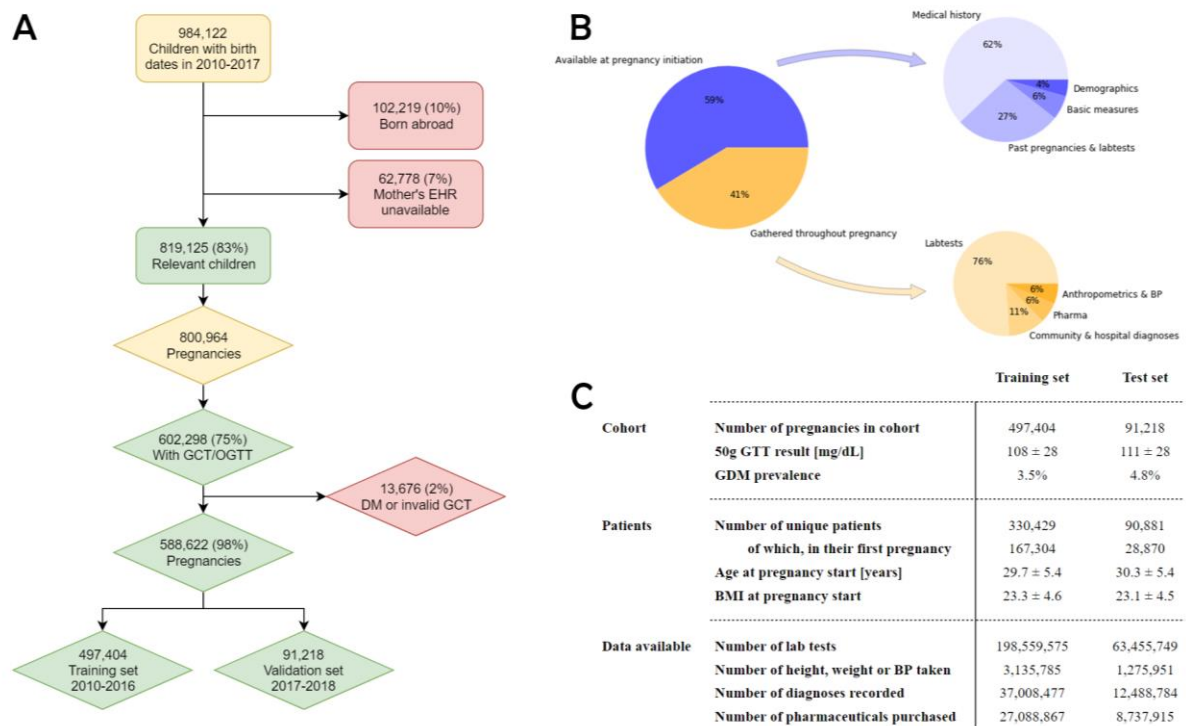 A
984,122
Children with birth
dates in 2010-2017
102,219 (10%)
Born abroad
62,778 (7%)
Mother's EHR
unavailable
819,125 (83%)
Relevant children
800,964
Pregnancies
602,298 (75%)
With GCT/OGTT
13,676 (2%)
DM or invalid GCT
588,622 (98%)
Pregnancies
497,404
Training set
2010-2016
91,218
Validation set
2017-2018
B
Available at pregnancy initiation
59%
41%
Gathered throughout pregnancy
Medical history
62%
4%
Demographics
6%
Basic measures
27%
Past pregnancies & labtests
Labtests
76%
6%
Anthropometrics & BP
6%
Pharma
11%
Community & hospital diagnoses
C
Training set Test set
Cohort Number of pregnancies in cohort 497,404 91,218
50g GTT result [mg/dL] 108 ± 28 111 ± 28
GDM prevalence 3.5% 4.8%
Patients Number of unique patients 330,429 90,881
of which, in their first pregnancy 167,304 28,870
Age at pregnancy start [years] 29.7 ± 5.4 30.3 ± 5.4
BMI at pregnancy start 23.3 ± 4.6 23.1 ± 4.5
Data available Number of lab tests 198,559,575 63,455,749
Number of height, weight or BP taken 3,135,785 1,275,951
Number of diagnoses recorded 37,008,477 12,488,784
Number of pharmaceuticals purchased 27,088,867 8,737,915